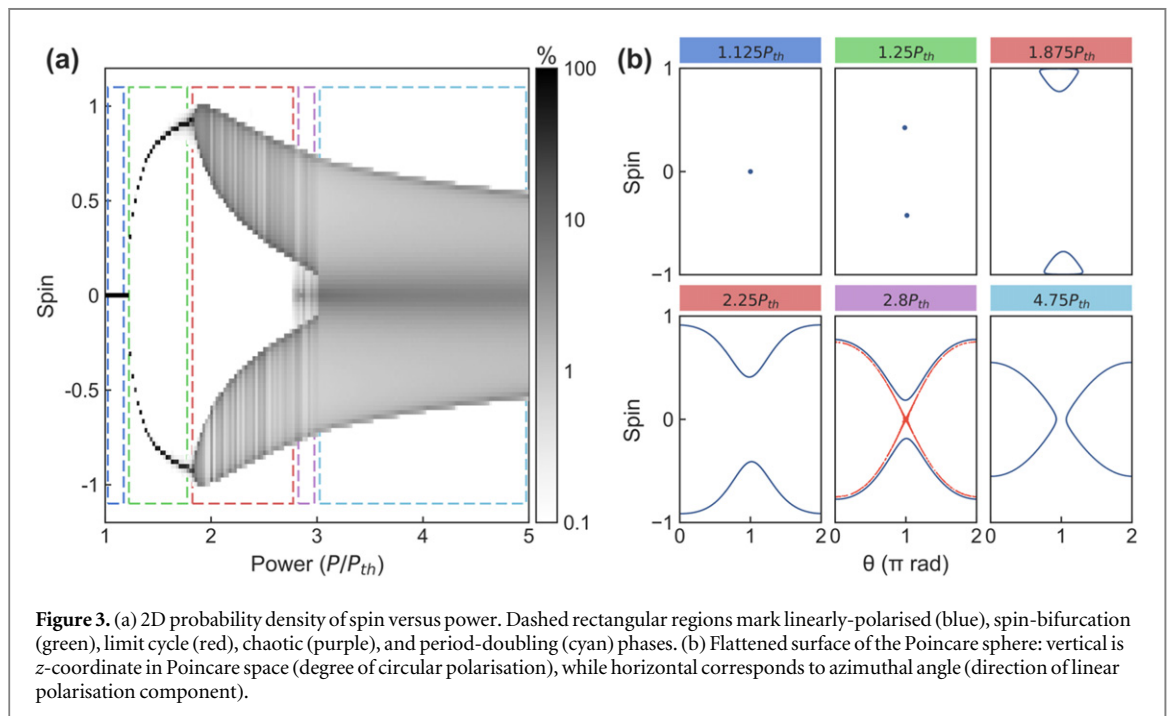 (a)
%
100
10
1
0.1
1
0.5
0
-0.5
-1
Spin
1 2 3 4 5
Power (P/Pth)
(b)
1.125Pth 1.25Pth 1.875Pth
1
0
−1
Spin
2.25Pth 2.8Pth 4.75Pth
1
0
−1
Spin
0 1 2 0 1 2 0 1 2
θ (π rad)
Figure 3. (a) 2D probability density of spin versus power. Dashed rectangular regions mark linearly-polarised (blue), spin-bifurcation
(green), limit cycle (red), chaotic (purple), and period-doubling (cyan) phases. (b) Flattened surface of the Poincare sphere: vertical is
z-coordinate in Poincare space (degree of circular polarisation), while horizontal corresponds to azimuthal angle (direction of linear
polarisation component).